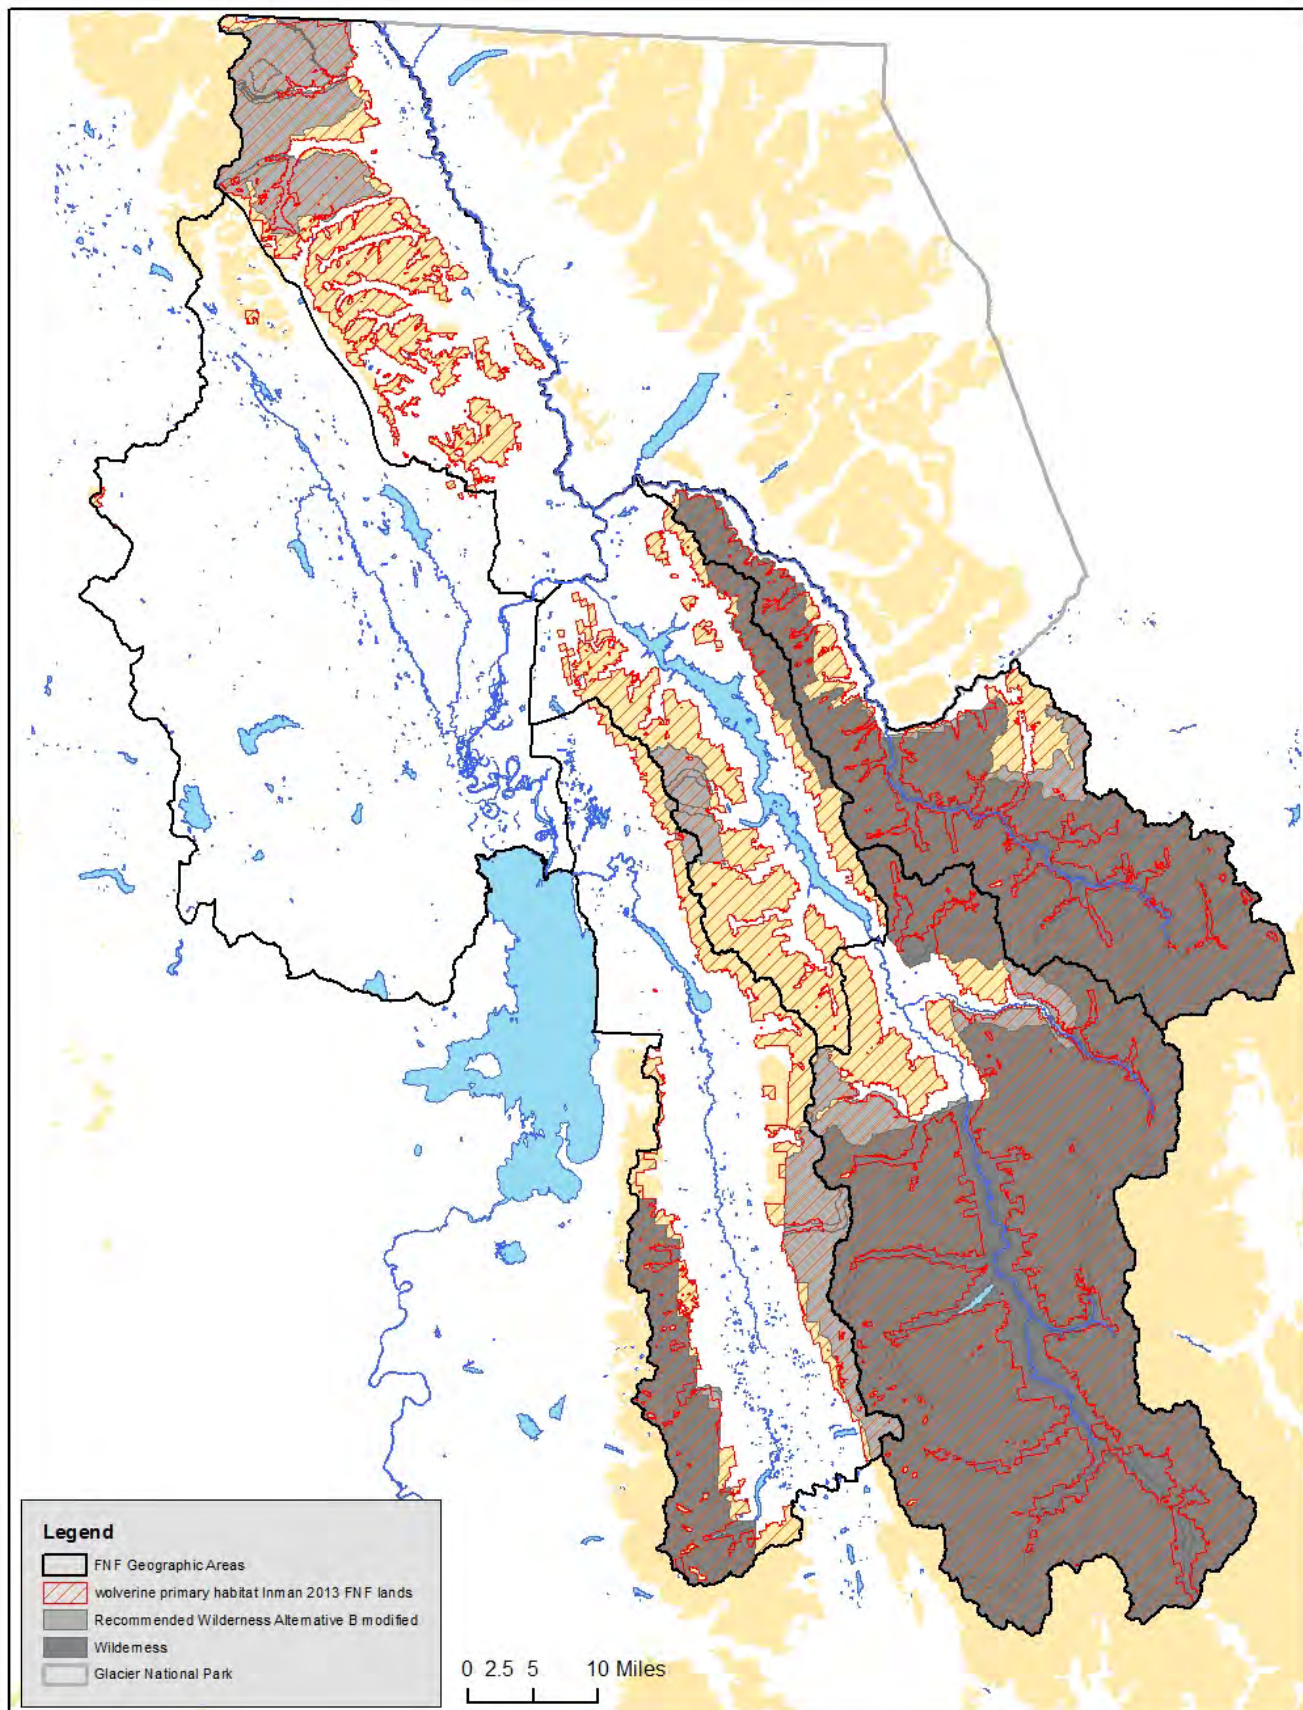 Legend
FNF Geographic Areas
wolverine primary habitat Inman 2013 FNF lands
Recommended Wilderness Alternative B modified
Wilderness
Glacier National Park
0 2.5 5 10 Miles